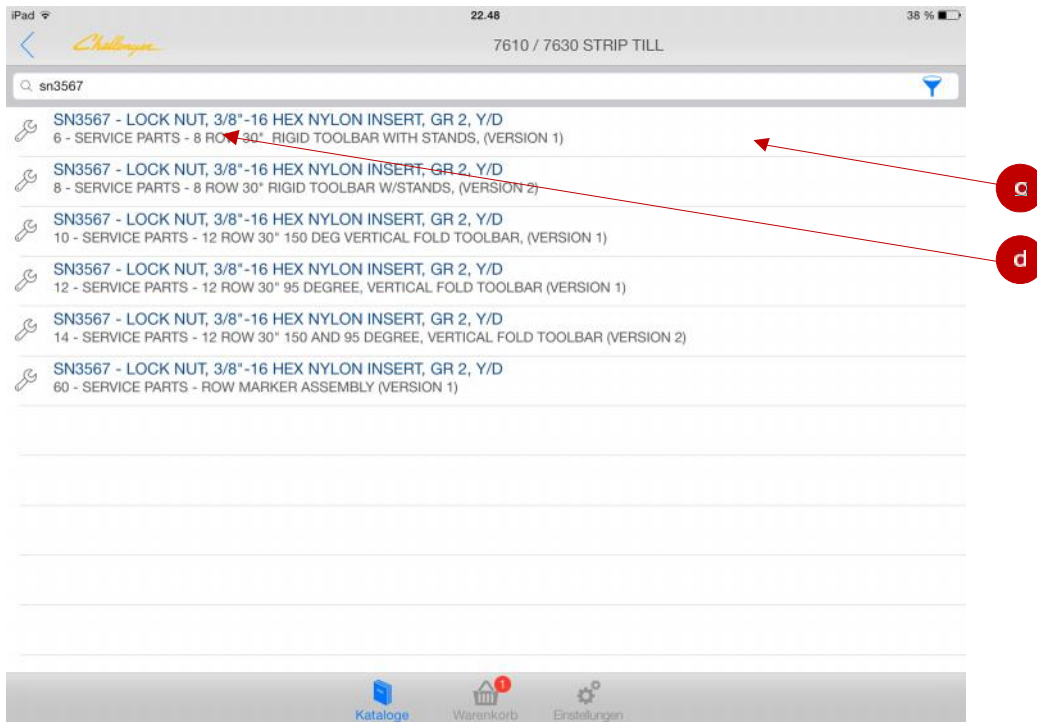 iPad 22.48 38 %
Challenger 7610 / 7630 STRIP TILL
sn3567
SN3567 - LOCK NUT, 3/8"-16 HEX NYLON INSERT, GR 2, Y/D
6 - SERVICE PARTS - 8 ROW 30" RIGID TOOLBAR WITH STANDS, (VERSION 1)
SN3567 - LOCK NUT, 3/8"-16 HEX NYLON INSERT, GR 2, Y/D
8 - SERVICE PARTS - 8 ROW 30" RIGID TOOLBAR W/STANDS, (VERSION 2)
SN3567 - LOCK NUT, 3/8"-16 HEX NYLON INSERT, GR 2, Y/D
10 - SERVICE PARTS - 12 ROW 30" 150 DEG VERTICAL FOLD TOOLBAR, (VERSION 1)
SN3567 - LOCK NUT, 3/8"-16 HEX NYLON INSERT, GR 2, Y/D
12 - SERVICE PARTS - 12 ROW 30" 95 DEGREE, VERTICAL FOLD TOOLBAR (VERSION 1)
SN3567 - LOCK NUT, 3/8"-16 HEX NYLON INSERT, GR 2, Y/D
14 - SERVICE PARTS - 12 ROW 30" 150 AND 95 DEGREE, VERTICAL FOLD TOOLBAR (VERSION 2)
SN3567 - LOCK NUT, 3/8"-16 HEX NYLON INSERT, GR 2, Y/D
60 - SERVICE PARTS - ROW MARKER ASSEMBLY (VERSION 1)
d
1
Kataloge Warenkorb Einstellungen